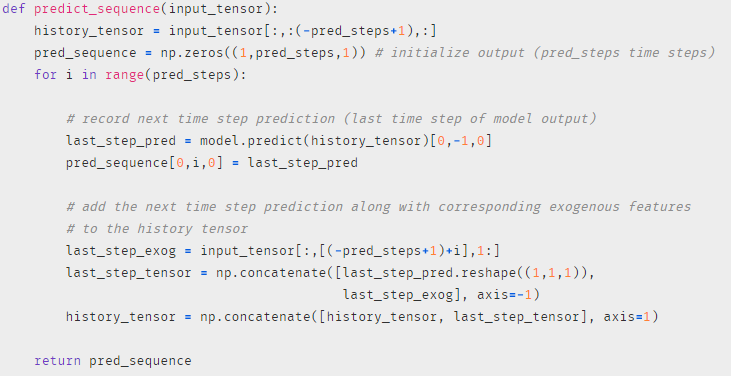 def predict_sequence(input_tensor):
    history_tensor = input_tensor[:,:(-pred_steps+1),:]
    pred_sequence = np.zeros((1,pred_steps,1)) # initialize output (pred_steps time steps)
    for i in range(pred_steps):
        # record next time step prediction (last time step of model output)
        last_step_pred = model.predict(history_tensor)[0,-1,0]
        pred_sequence[0,i,0] = last_step_pred
        # add the next time step prediction along with corresponding exogenous features
        # to the history tensor
        last_step_exog = input_tensor[:,[(-pred_steps+1)+i],1:]
        last_step_tensor = np.concatenate([last_step_pred.reshape((1,1,1)),
                                           last_step_exog], axis=-1)
        history_tensor = np.concatenate([history_tensor, last_step_tensor], axis=1)
    return pred_sequence